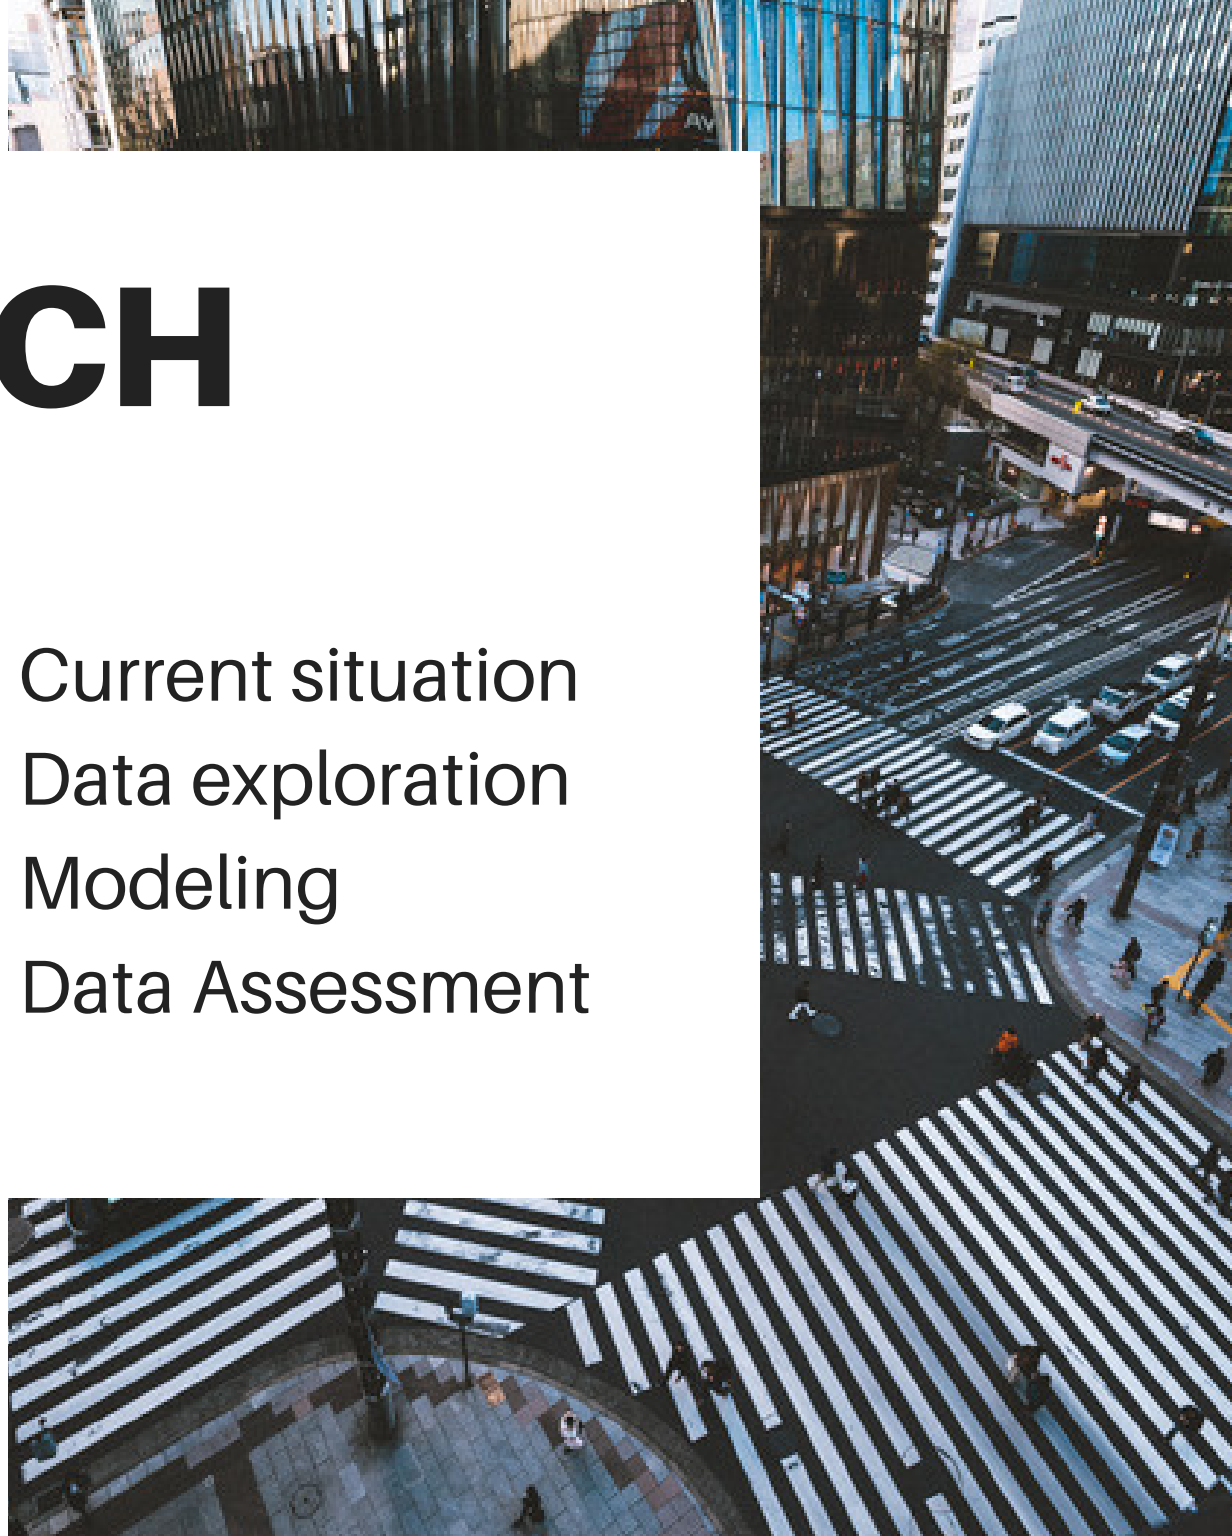 CH
Current situation
Data exploration
Modeling
Data Assessment